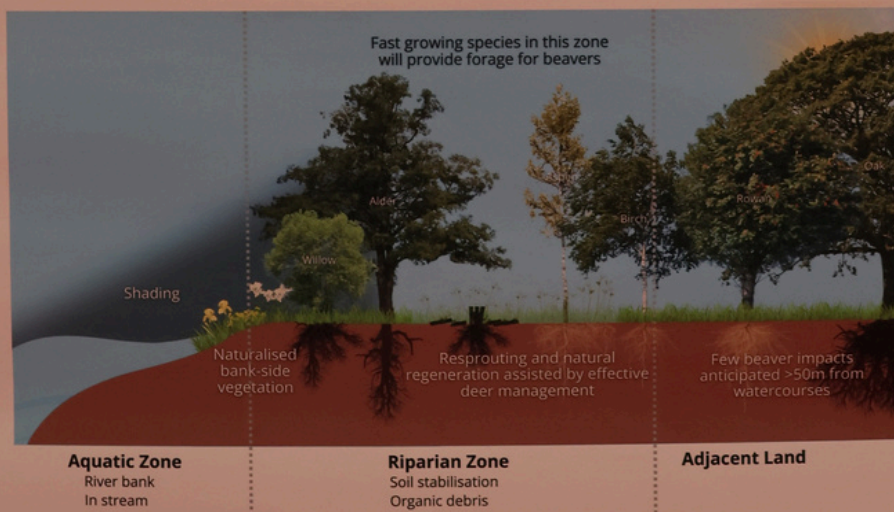 Fast growing species in this zone
will provide forage for beavers
Alder
Willow
Birch
Rowan
Oak
Shading
Naturalised
bank-side
vegetation
Resprouting and natural
regeneration assisted by effective
deer management
Few beaver impacts
anticipated >50m from
watercourses
Aquatic Zone
River bank
In stream
Riparian Zone
Soil stabilisation
Organic debris
Adjacent Land